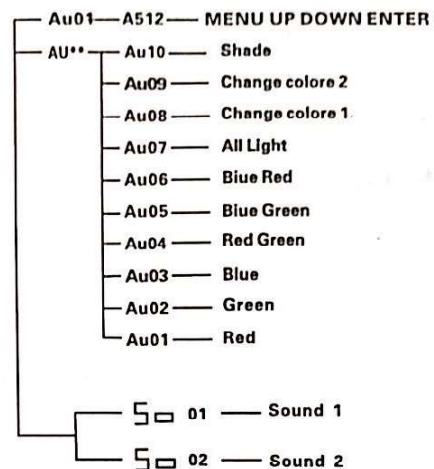 Au01 A512 MENU UP DOWN ENTER
AU** Au10 Shade
Au09 Change colore 2
Au08 Change colore 1
Au07 All Light
Au06 Biue Red
Au05 Biue Green
Au04 Red Green
Au03 Blue
Au02 Green
Au01 Red
So 01 Sound 1
So 02 Sound 2